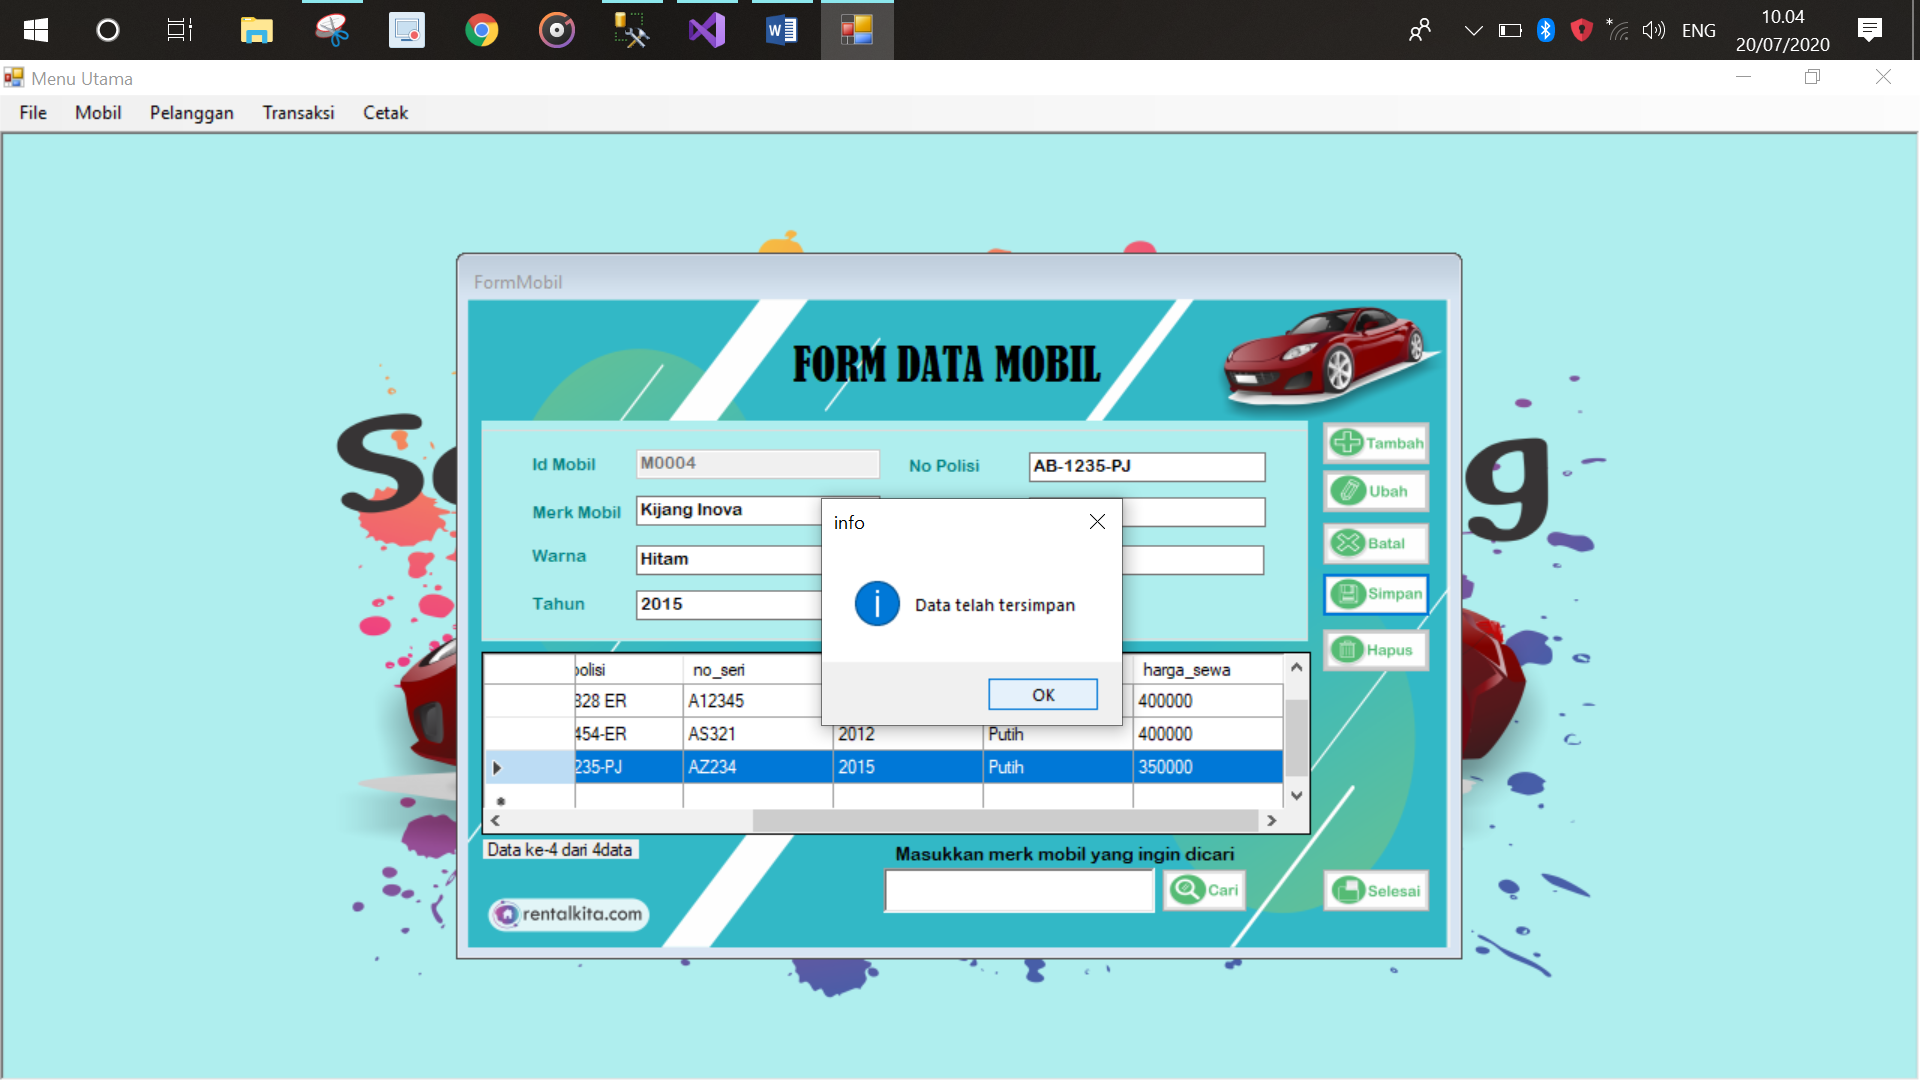 ENG
10.04
20/07/2020
Menu Utama
File Mobil Pelanggan Transaksi Cetak
FormMobil
FORM DATA MOBIL
Id Mobil M0004 No Polisi AB-1235-PJ
Merk Mobil Kijang Inova
Warna Hitam
Tahun 2015
Tambah
Ubah
Batal
Simpan
Hapus
info
Data telah tersimpan
OK
polisi no_seri harga_sewa
328 ER A12345 400000
454-ER AS321 2012 Putih 400000
235-PJ AZ234 2015 Putih 350000
Data ke-4 dari 4data
Masukkan merk mobil yang ingin dicari
Cari
Selesai
rentalkita.com